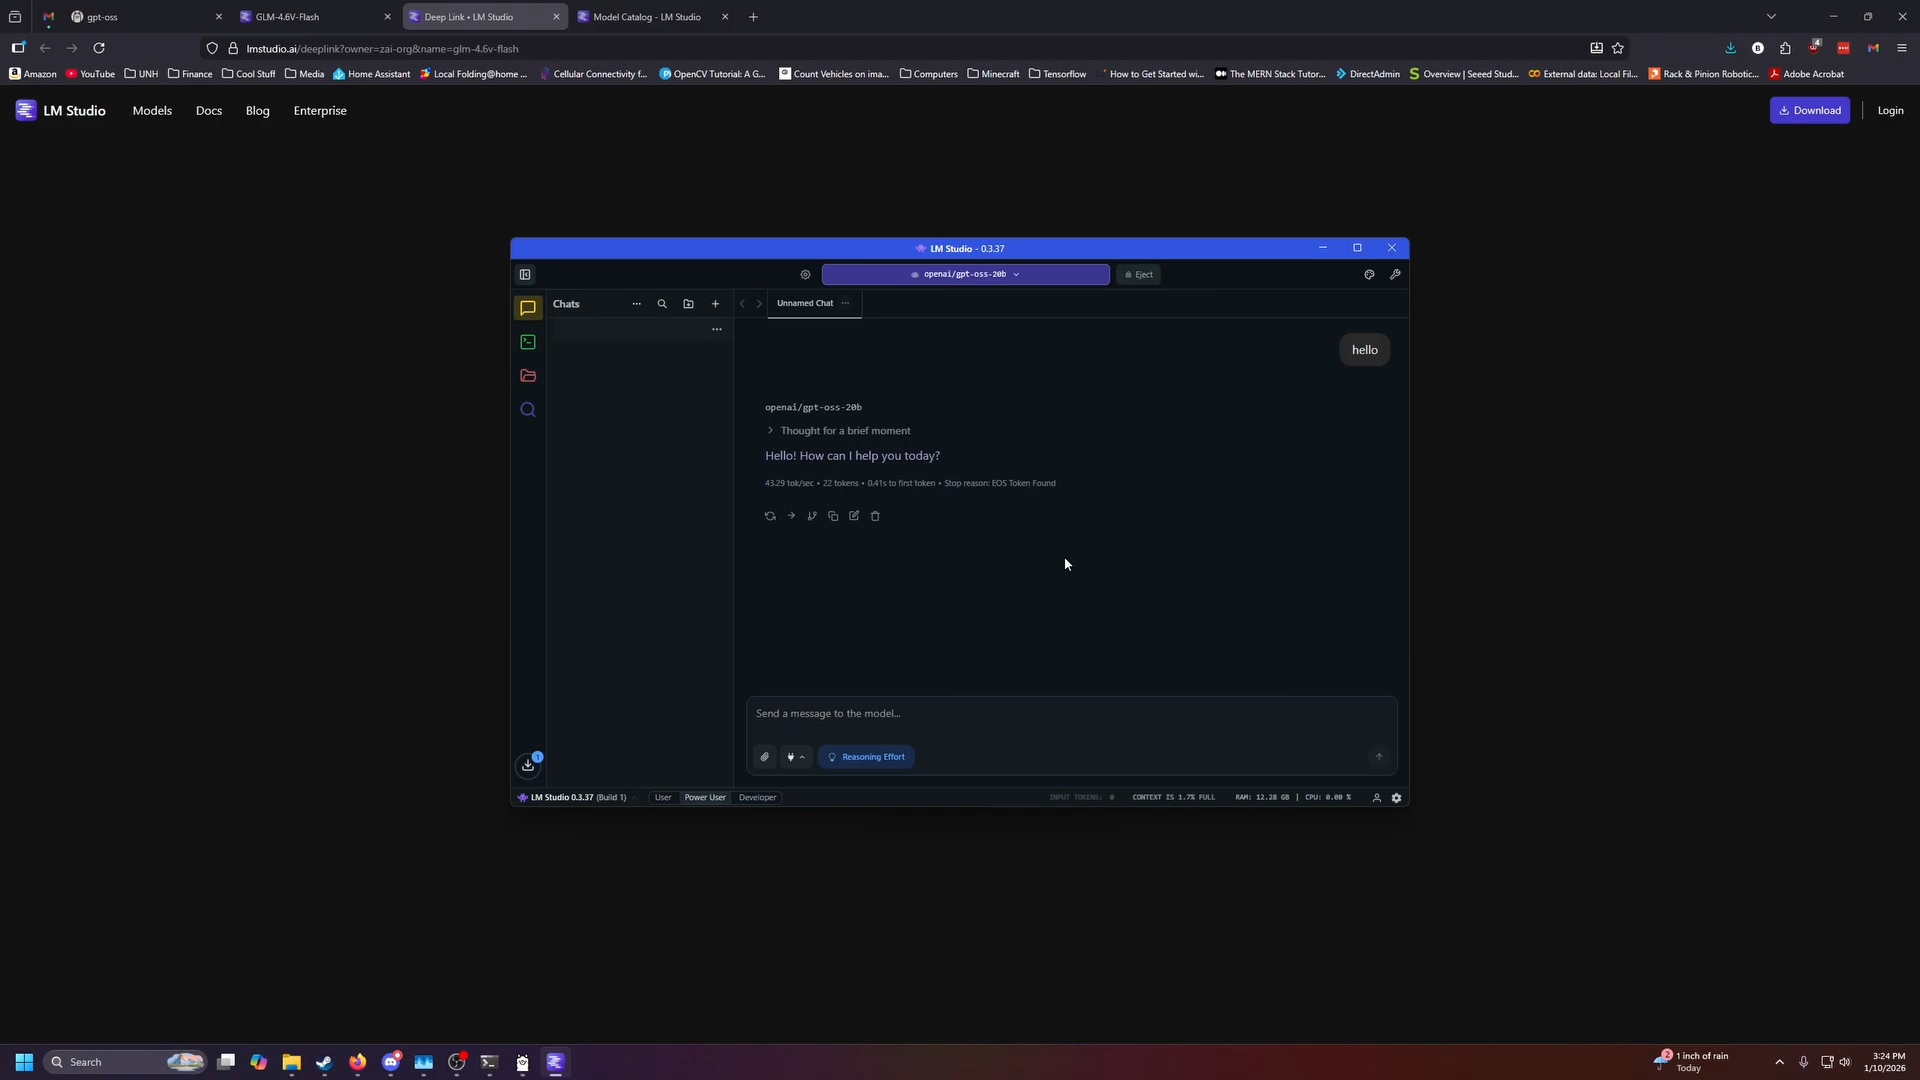 gpt-oss
GLM-4.6V-Flash
Deep Link • LM Studio
Model Catalog - LM Studio
lmstudio.ai/deeplink?owner=zai-org&name=glm-4.6v-flash
4
Amazon
YouTube
UNH
Finance
Cool Stuff
Media
Home Assistant
Local Folding@home ...
Cellular Connectivity f...
OpenCV Tutorial: A G...
Count Vehicles on ima...
Computers
Minecraft
Tensorflow
How to Get Started wi...
The MERN Stack Tutor...
DirectAdmin
Overview | Seeed Stud...
External data: Local Fil...
Rack & Pinion Robotic...
Adobe Acrobat
LM Studio
Models
Docs
Blog
Enterprise
Download
Login
LM Studio - 0.3.37
openai/gpt-oss-20b
Eject
Chats
Unnamed Chat
hello
openai/gpt-oss-20b
Thought for a brief moment
Hello! How can I help you today?
43.29 tok/sec • 22 tokens • 0.41s to first token • Stop reason: EOS Token Found
Send a message to the model...
Reasoning Effort
1
LM Studio 0.3.37 (Build 1)
User
Power User
Developer
INPUT TOKENS: 0
CONTEXT IS 1.7% FULL
RAM: 12.28 GB | CPU: 0.00 %
Search
2
1 inch of rain
Today
3:24 PM
1/10/2026